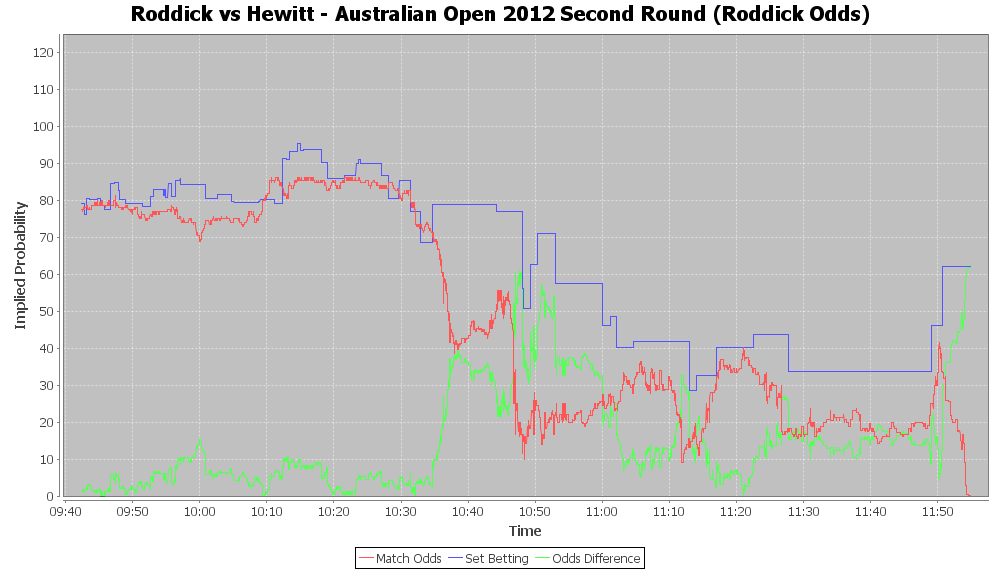 Roddick vs Hewitt - Australian Open 2012 Second Round (Roddick Odds)
Implied Probability
120
110
100
90
80
70
60
50
40
30
20
10
0
09:40 09:50 10:00 10:10 10:20 10:30 10:40 10:50 11:00 11:10 11:20 11:30 11:40 11:50
Time
Match Odds Set Betting Odds Difference